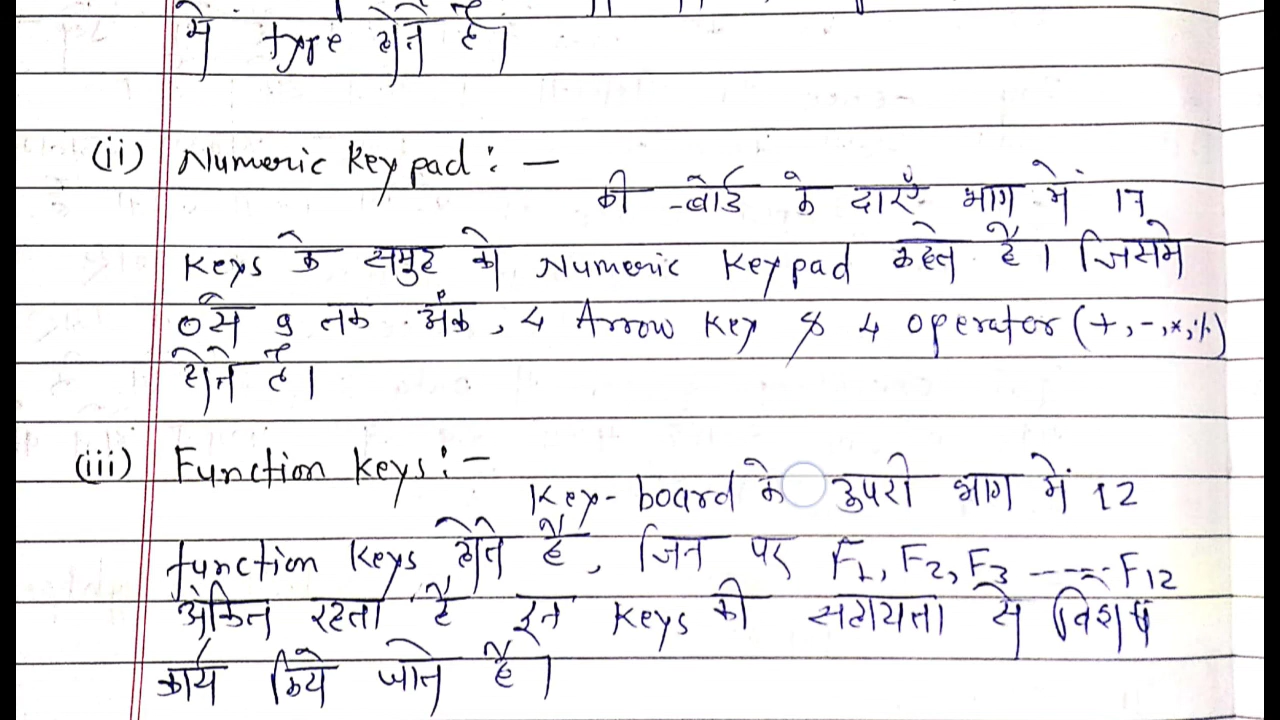 में type होते हैं।
(ii) Numeric Keypad : –
की -बोर्ड के दाएँ भाग में 17
Keys के समुह को Numeric Keypad कहते हैं। जिसमे
0 से 9 तक अंक, 4 Arrow Key & 4 operator (+,-,*,%)
होते है।
(iii) Function Keys:-
Key-board के ऊपरी भाग में 12
function Keys होते हैं, जिन पर F1, F2, F3 ----- F12
अंकित रहता है इन Keys की सहायता से विशेष
कार्य किये जाते है।